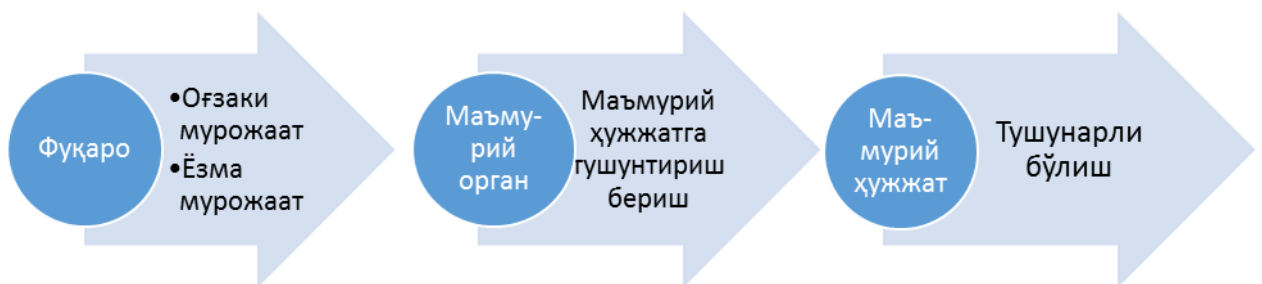 Фуқаро
•Оғзаки
мурожаат
•Ёзма
мурожаат
Маъму-
рий
орган
Маъмурий
ҳужжатга
тушунтириш
бериш
Маъ-
мурий
ҳужжат
Тушунарли
бўлиш